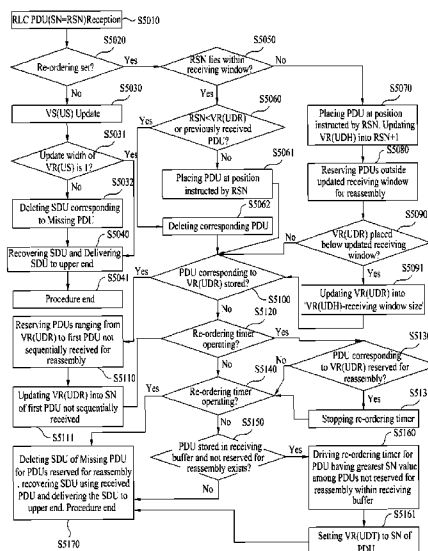 RLC PDU(SN=RSN)Reception
S5010
S5020
Re-ordering set?
Yes
No
S5050
RSN lies within
receiving window?
No
Yes
S5030
VS(US) Update
S5031
Update width of
VR(US) is 1?
Yes
No
S5032
Deleting SDU corresponding
to Missing PDU
S5040
Recovering SDU and Delivering
SDU to upper end
S5041
Procedure end
S5060
RSN<VR(UDR)
or previously received
PDU?
Yes
No
S5061
Placing PDU at position
instructed by RSN
S5062
Deleting corresponding PDU
S5070
Placing PDU at position
instructed by RSN. Updating
VR(UDH) into RSN+1
S5080
Reserving PDUs outside
updated receiving window
for reassembly
S5090
VR(UDR) placed
below updated receiving
window?
No
Yes
S5091
Updating VR(UDR) into
'VR(UDH)-receiving window size'
PDU corresponding to
VR(UDR) stored?
Yes
No
S5100
Reserving PDUs ranging from
VR(UDR) to first PDU not
sequentially received for
reassembly
S5110
Updating VR(UDR) into SN
of first PDU not sequentially
received
S5111
S5120
Re-ordering timer
operating?
Yes
S5130
PDU corresponding
to VR(UDR) reserved for
reassembly?
No
Yes
Stopping re-ordering timer
S5140
Re-ordering timer
operating?
Yes
No
S5150
PDU stored in receiving
buffer and not reserved for
reassembly exists?
Yes
No
S5160
Driving re-ordering timer for
PDU having greatest SN value
among PDUs not reserved for
reassembly within receiving
buffer
S5161
Setting VR(UDT) to SN of
PDU
Deleting SDU of Missing PDU
for PDUs reserved for reassembly
, recovering SDU using received
PDU and delivering the SDU to
upper end. Procedure end
S5170